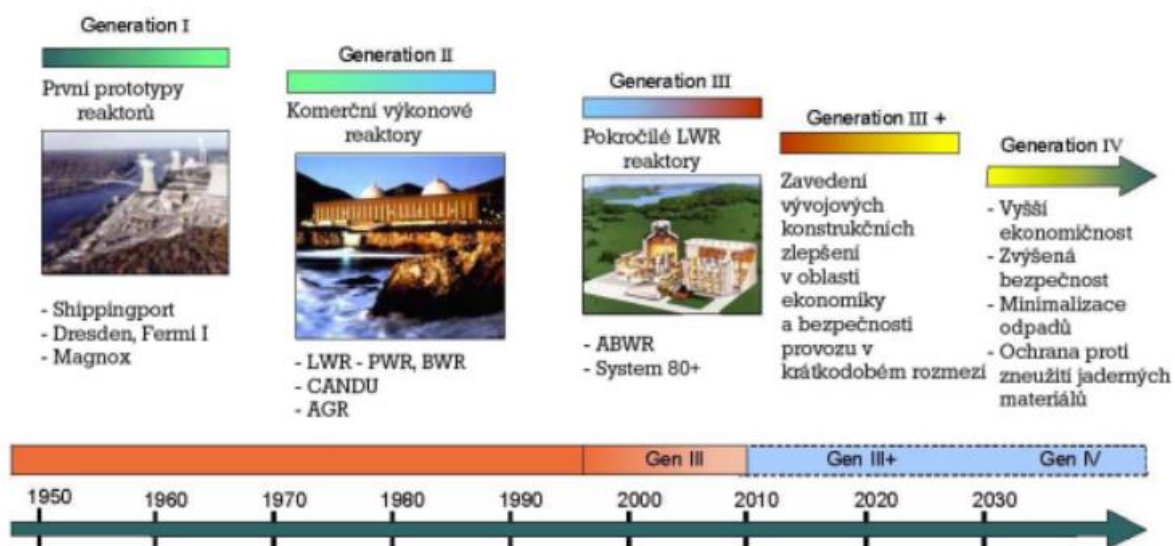 Generation I
První prototypy
reaktorů
- Shippingport
- Dresden, Fermi I
- Magnox
Generation II
Komerční výkonové
reaktory
- LWR - PWR, BWR
- CANDU
- AGR
Generation III
Pokročilé LWR
reaktory
- ABWR
- System 80+
Generation III +
Zavedení
vývojových
konstrukčních
zlepšení
v oblasti
ekonomiky
a bezpečnosti
provozu v
krátkodobém rozmezí
Generation IV
- Vyšší
ekonomičnost
- Zvýšená
bezpečnost
- Minimalizace
odpadů
- Ochrana proti
zneužití jaderných
materiálů
Gen III
Gen III+
Gen IV
1950
1960
1970
1980
1990
2000
2010
2020
2030